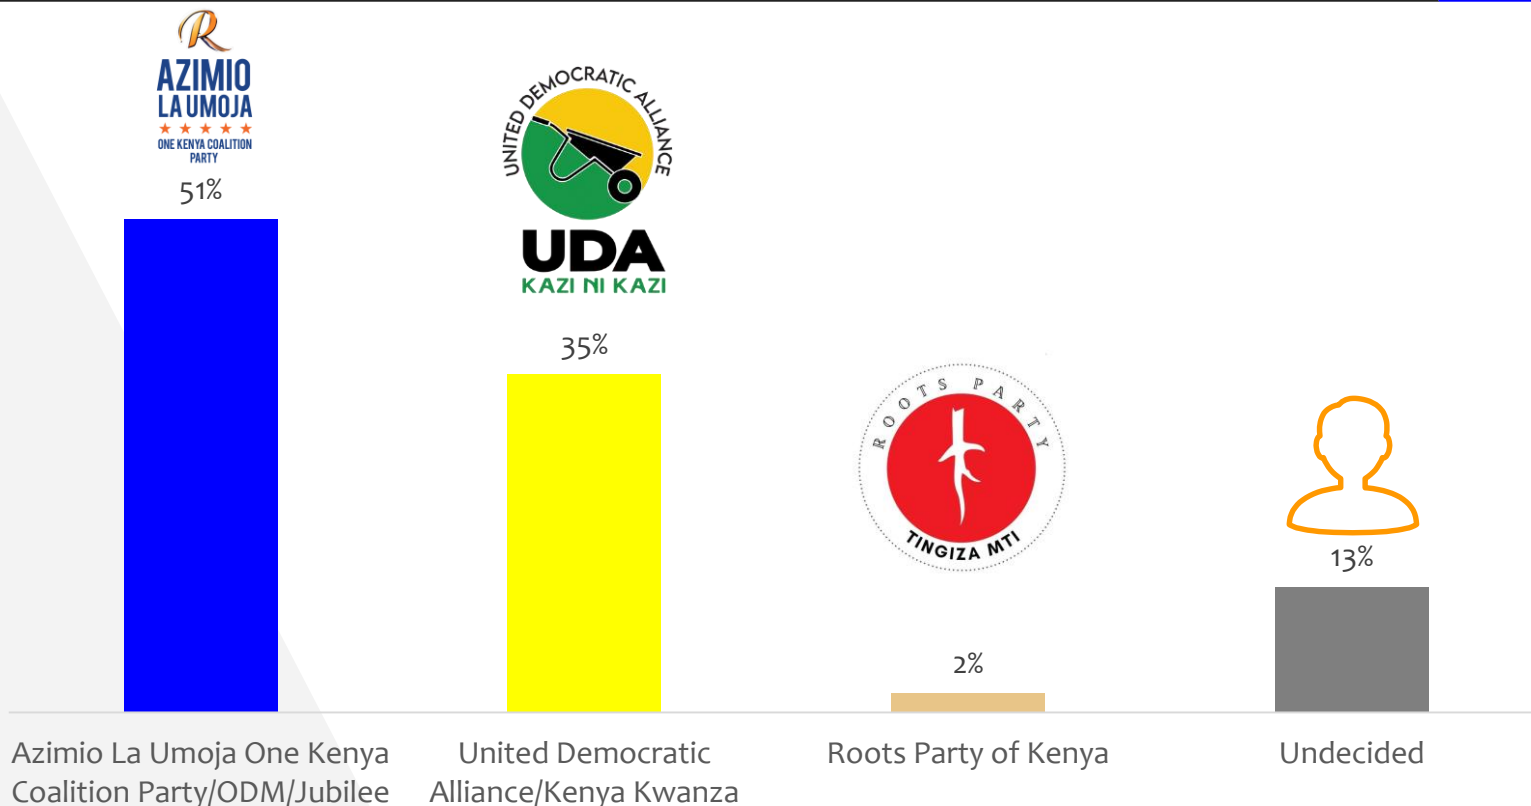 AZIMIO
LA UMOJA
ONE KENYA COALITION
PARTY
51%
UNITED DEMOCRATIC ALLIANCE
UDA
KAZI NI KAZI
35%
ROOTS PARTY
TINGIZA MTI
2%
13%
Azimio La Umoja One Kenya
Coalition Party/ODM/Jubilee
United Democratic
Alliance/Kenya Kwanza
Roots Party of Kenya
Undecided